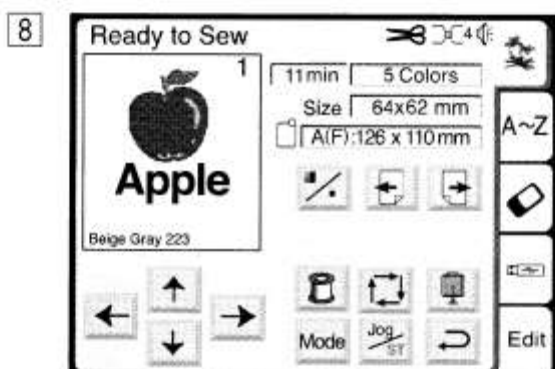 8
Ready to Sew
4
1
11min
5 Colors
Size
64x62 mm
A(F):126 x 110mm
Apple
Beige Gray 223
Mode
Jog/ST
A~Z
Edit